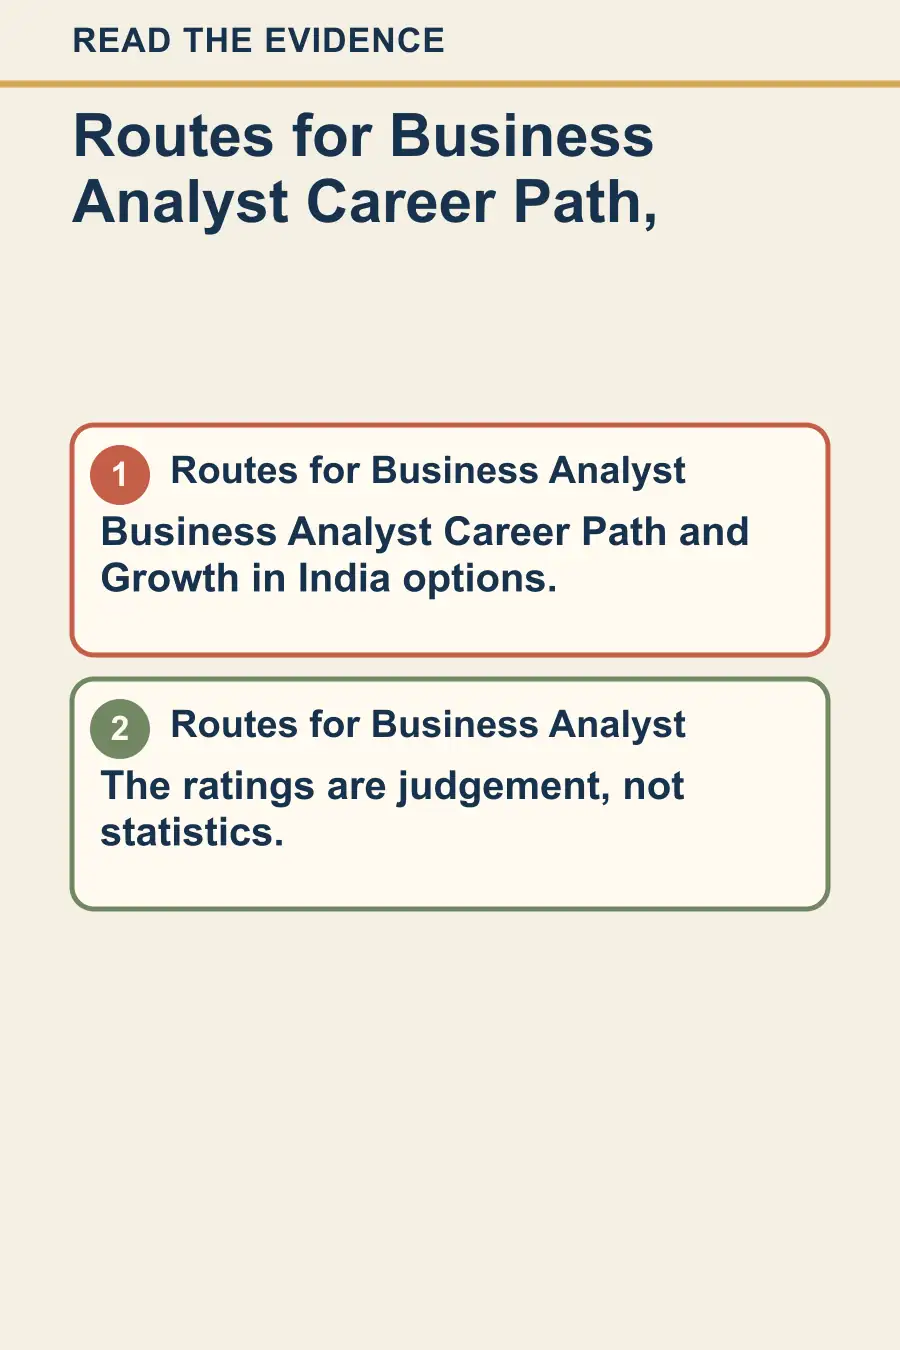 READ THE EVIDENCE
Routes for Business
Analyst Career Path,
1 Routes for Business Analyst
Business Analyst Career Path and
Growth in India options.
2 Routes for Business Analyst
The ratings are judgement, not
statistics.